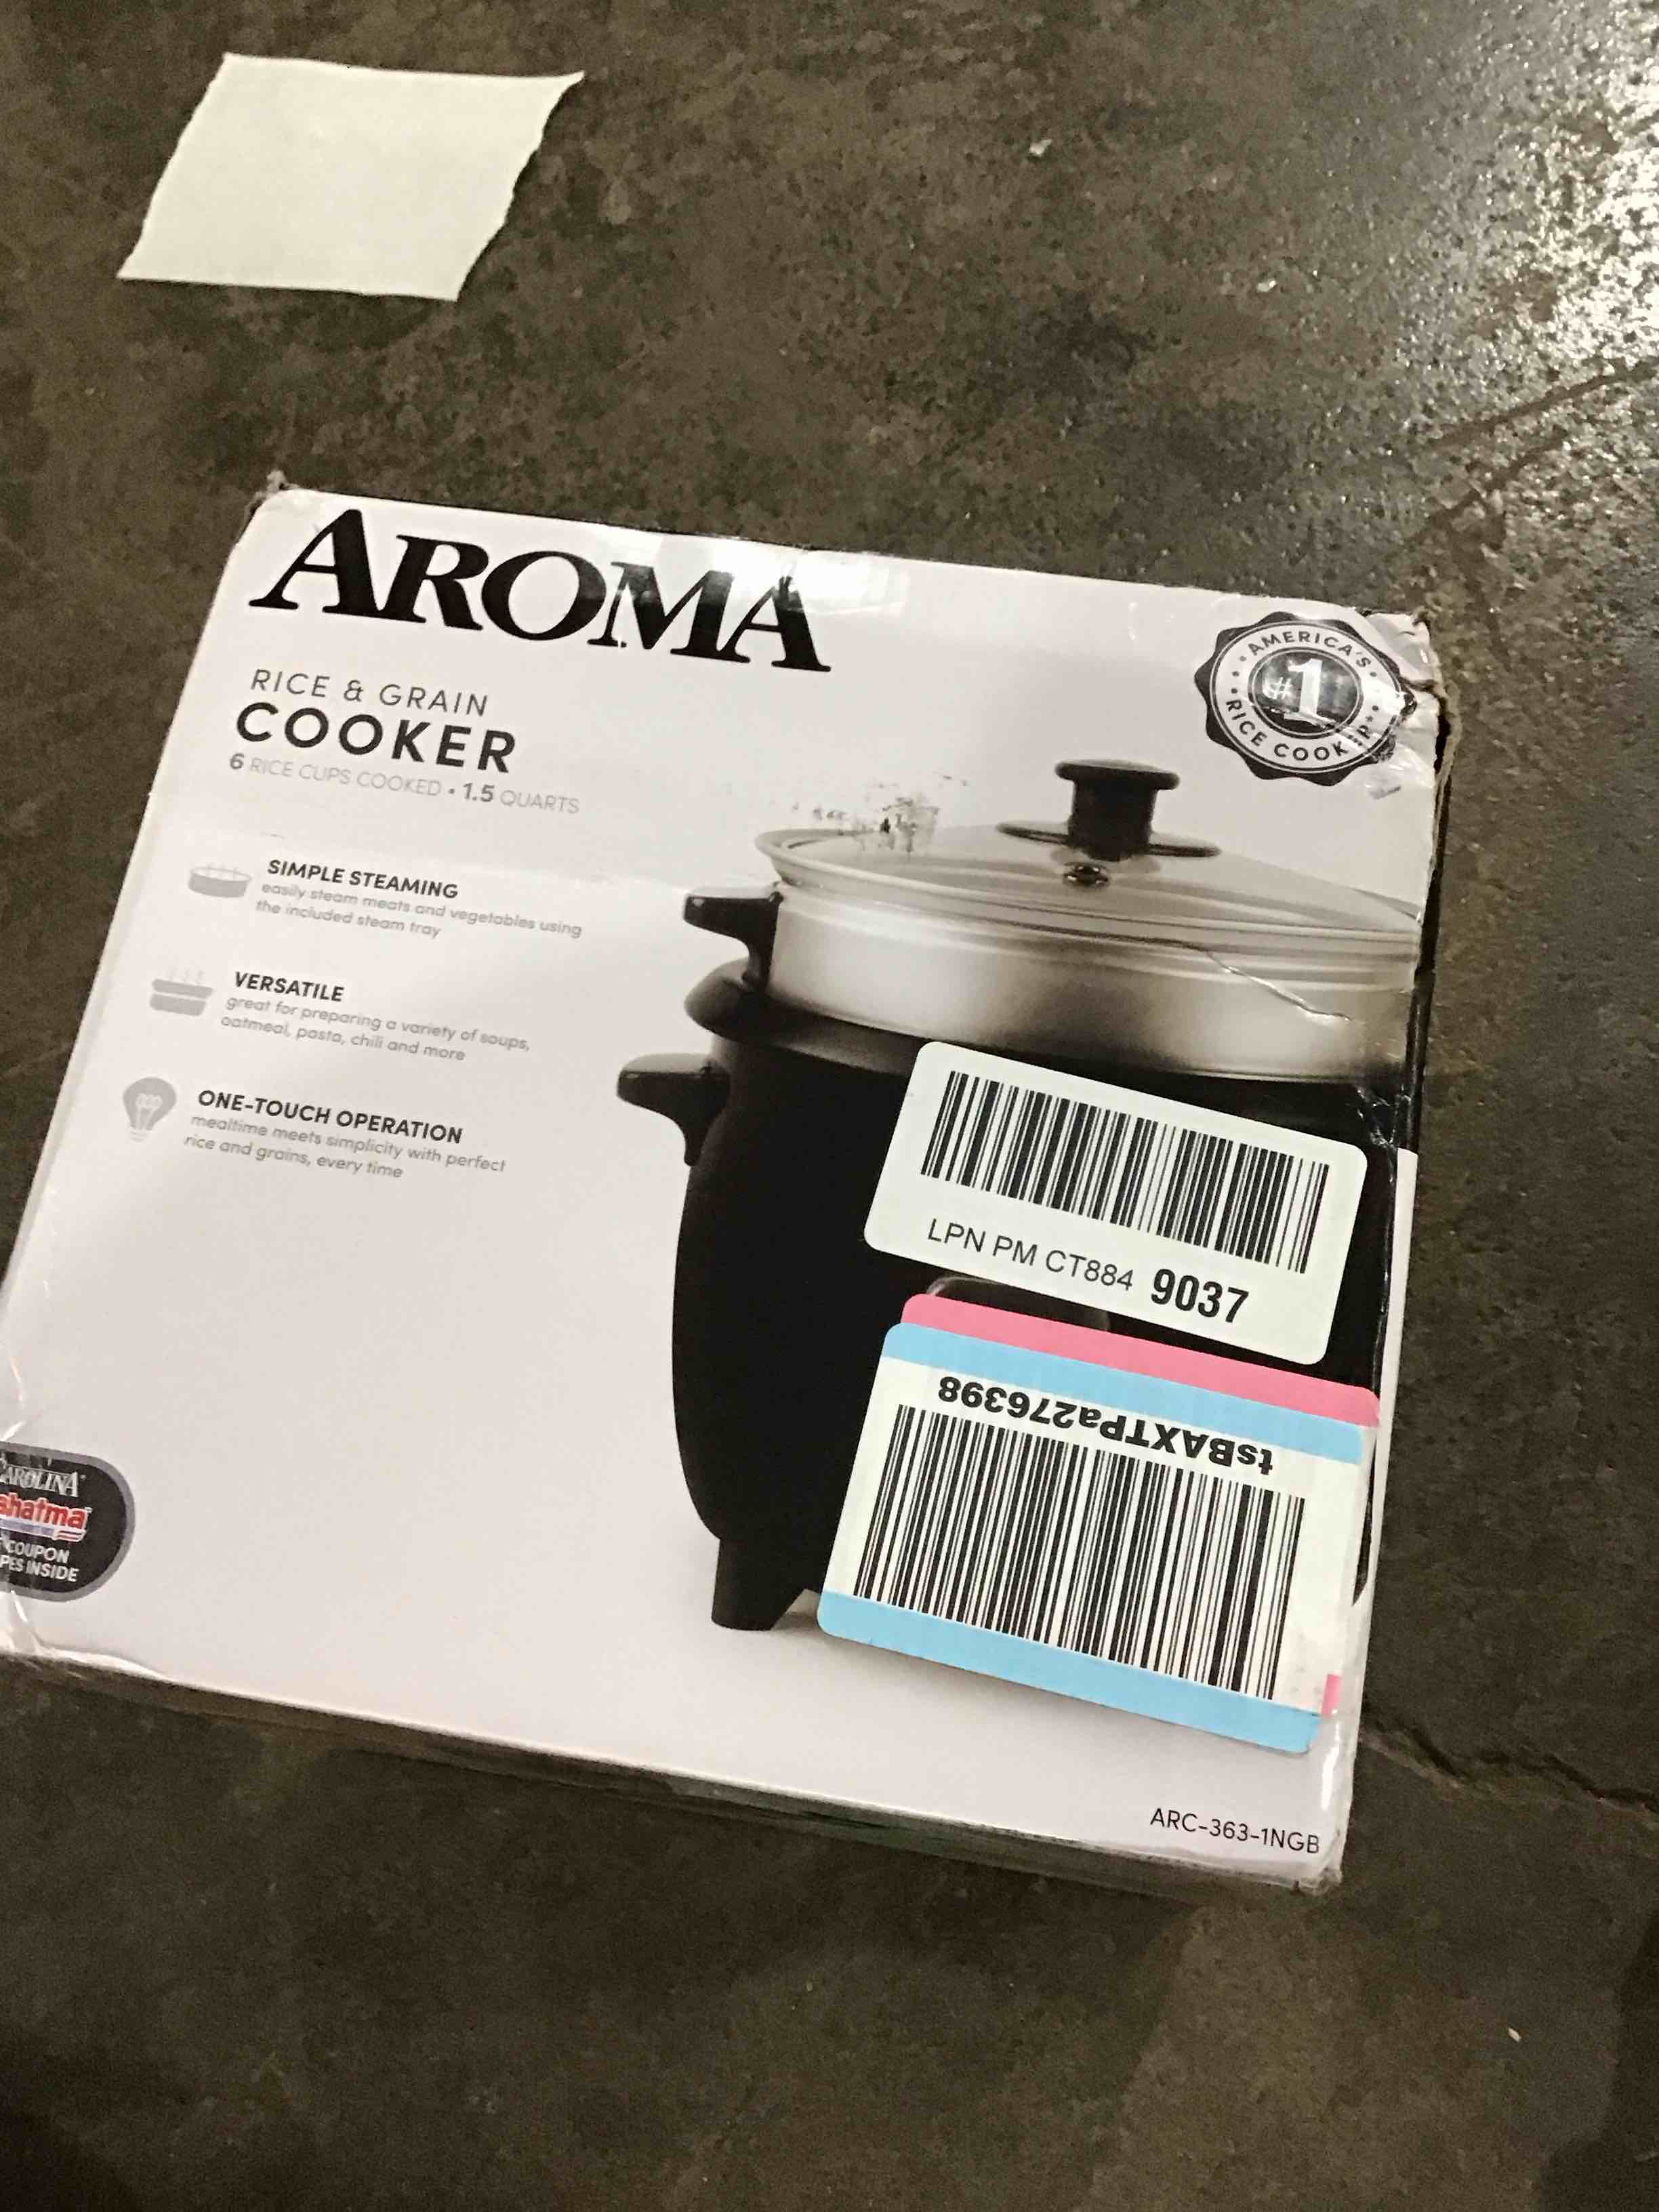 AROMA
RICE & GRAIN
COOKER
6 RICE CUPS COOKED • 1.5 QUARTS
AMERICA'S
#1
RICE COOKER
SIMPLE STEAMING
easily steam meats and vegetables using
the included steam tray
VERSATILE
great for preparing a variety of soups,
oatmeal, pasta, chili and more
ONE-TOUCH OPERATION
mealtime meets simplicity with perfect
rice and grains, every time
LPN PM CT884 9037
tsBAXTPa276398
CAROLINA
ahatma
COUPON
PES INSIDE
ARC-363-1NGB